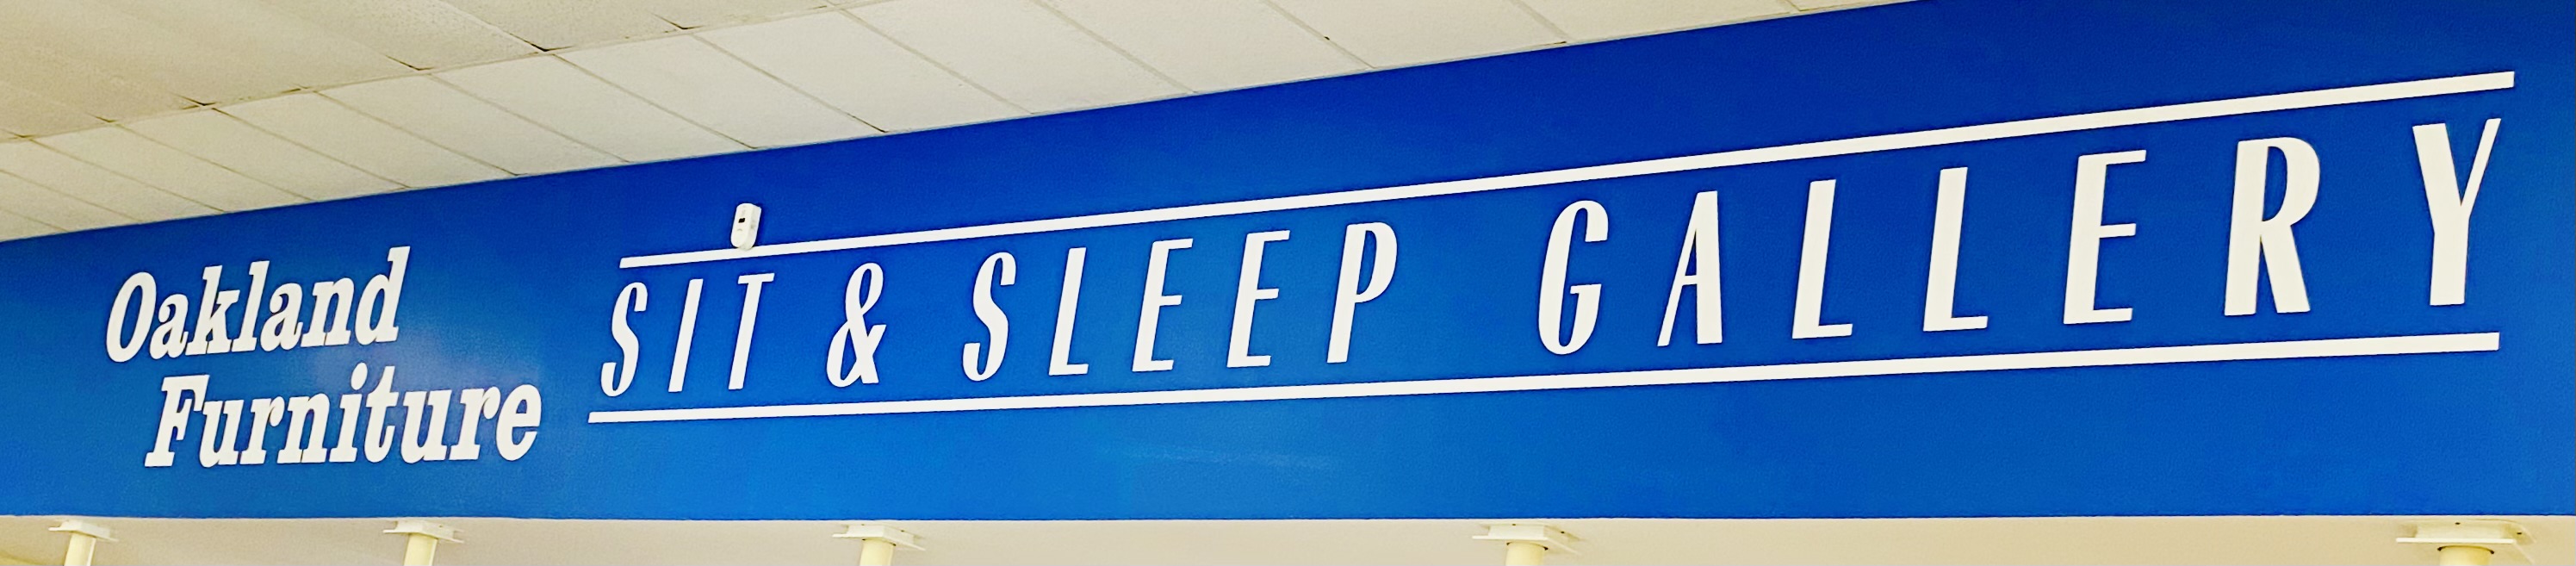 Oakland
Furniture
SIT & SLEEP GALLERY